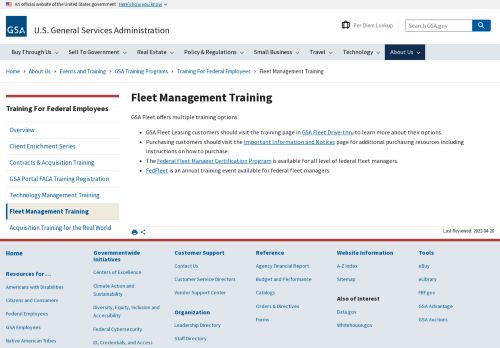 An official website of the United States government Here's how you know
GSA
U.S. General Services Administration
Per Diem Lookup
Search GSA.gov
Buy Through Us
Sell To Government
Real Estate
Policy & Regulations
Small Business
Travel
Technology
About Us
Home › About Us › Events and Training › GSA Training Programs › Training For Federal Employees › Fleet Management Training
Training For Federal Employees
Overview
Client Enrichment Series
Contracts & Acquisition Training
GSA Portal FACA Training Registration
Technology Management Training
Fleet Management Training
Acquisition Training for the Real World
Fleet Management Training
GSA Fleet offers multiple training options.
• GSA Fleet Leasing customers should visit the training page in GSA Fleet Drive-thru to learn more about their options.
• Purchasing customers should visit the Important Information and Notices page for additional purchasing resources including
instructions on how to purchase.
• The Federal Fleet Manager Certification Program is available for all level of federal fleet managers.
• FedFleet is an annual training event available for federal fleet managers.
Last Reviewed: 2022-04-20
Home
Resources for …
Americans with Disabilities
Citizens and Consumers
Federal Employees
GSA Employees
Native American Tribes
Governmentwide
Initiatives
Centers of Excellence
Climate Action and
Sustainability
Diversity, Equity, Inclusion and
Accessibility
Federal Cybersecurity
ID, Credentials, and Access
Customer Support
Contact Us
Customer Service Directors
Vendor Support Center
Organization
Leadership Directory
Staff Directory
Reference
Agency Financial Report
Budget and Performance
Catalogs
Orders & Directives
Forms
Website Information
A-Z Index
Sitemap
Also of Interest
Data.gov
Whitehouse.gov
Tools
eBuy
eLibrary
FBF.gov
GSA Advantage
GSA Auctions